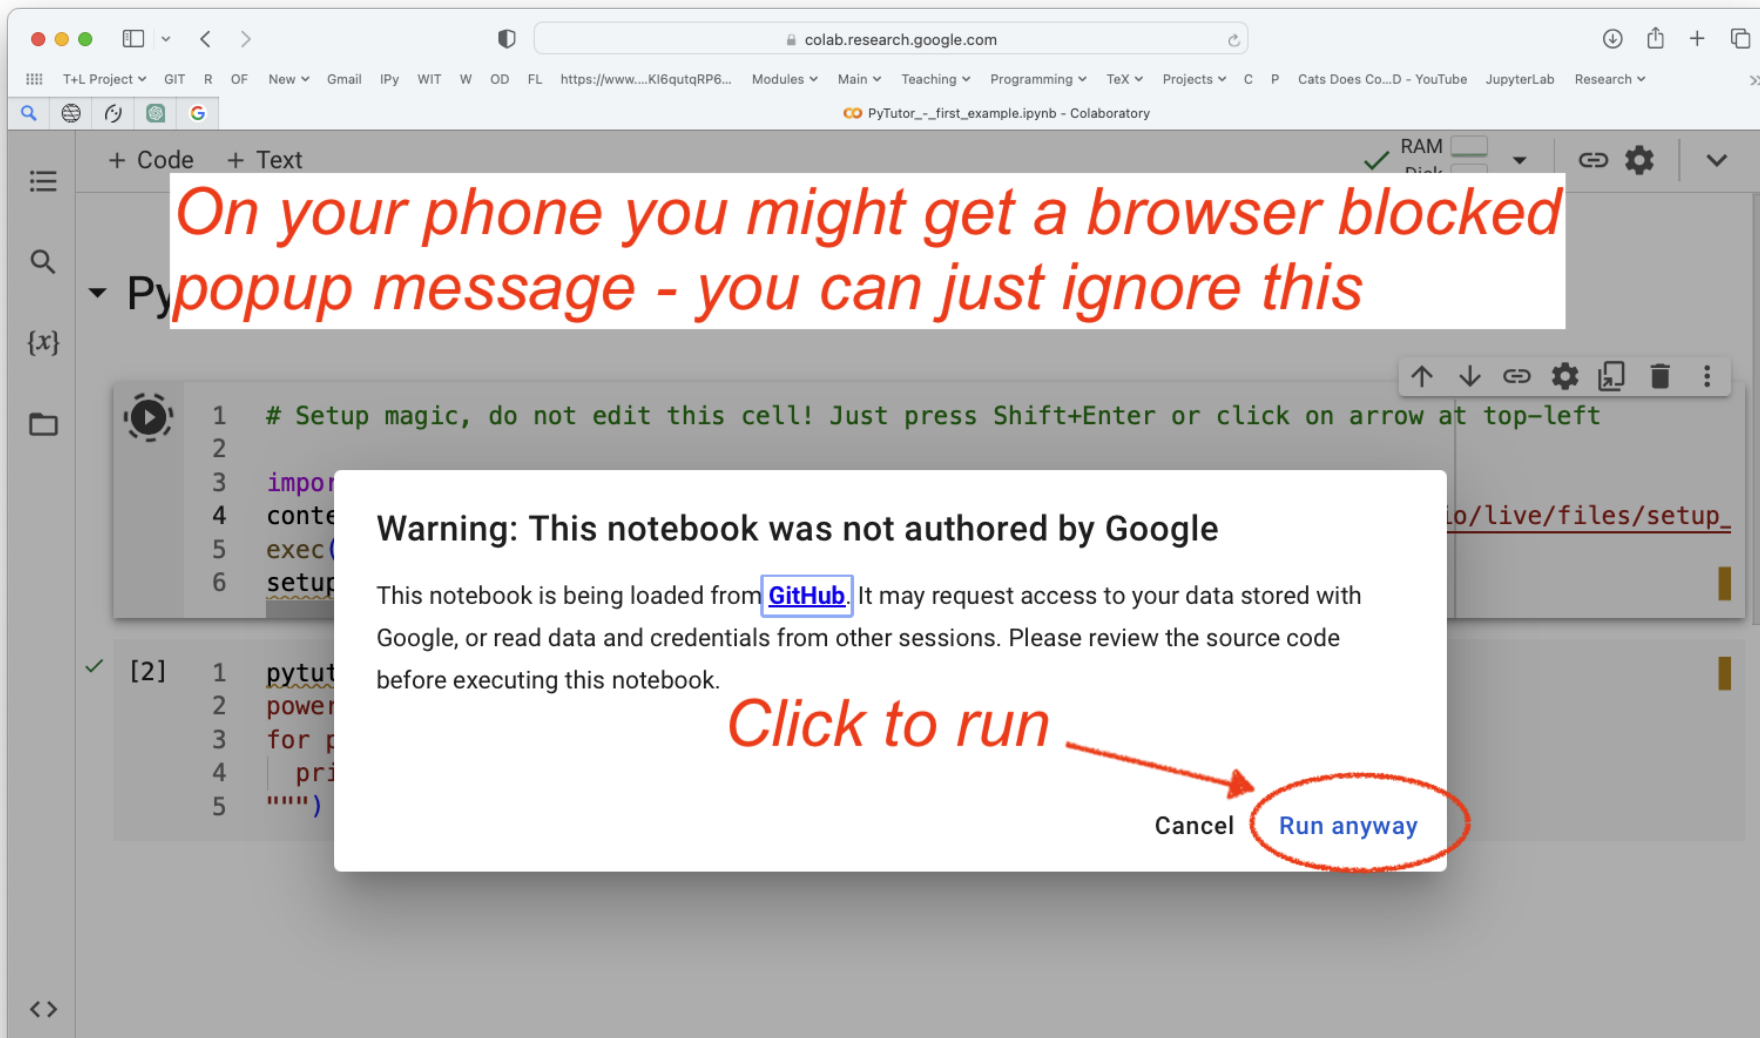 colab.research.google.com
T+L Project GIT R OF New Gmail IPy WIT W OD FL https://www....KI6qutqRP6... Modules Main Teaching Programming TeX Projects C P Cats Does Co...D - YouTube JupyterLab Research
PyTutor_-_first_example.ipynb - Colaboratory
+ Code + Text
RAM
Disk
On your phone you might get a browser blocked
popup message - you can just ignore this
Py
{x}
1 # Setup magic, do not edit this cell! Just press Shift+Enter or click on arrow at top-left
2
3 impor
4 conte io/live/files/setup_
5 exec(
6 setup
Warning: This notebook was not authored by Google
This notebook is being loaded from GitHub. It may request access to your data stored with
Google, or read data and credentials from other sessions. Please review the source code
before executing this notebook.
Click to run
Cancel Run anyway
[2] 1 pytut
2 power
3 for p
4 pri
5 """)